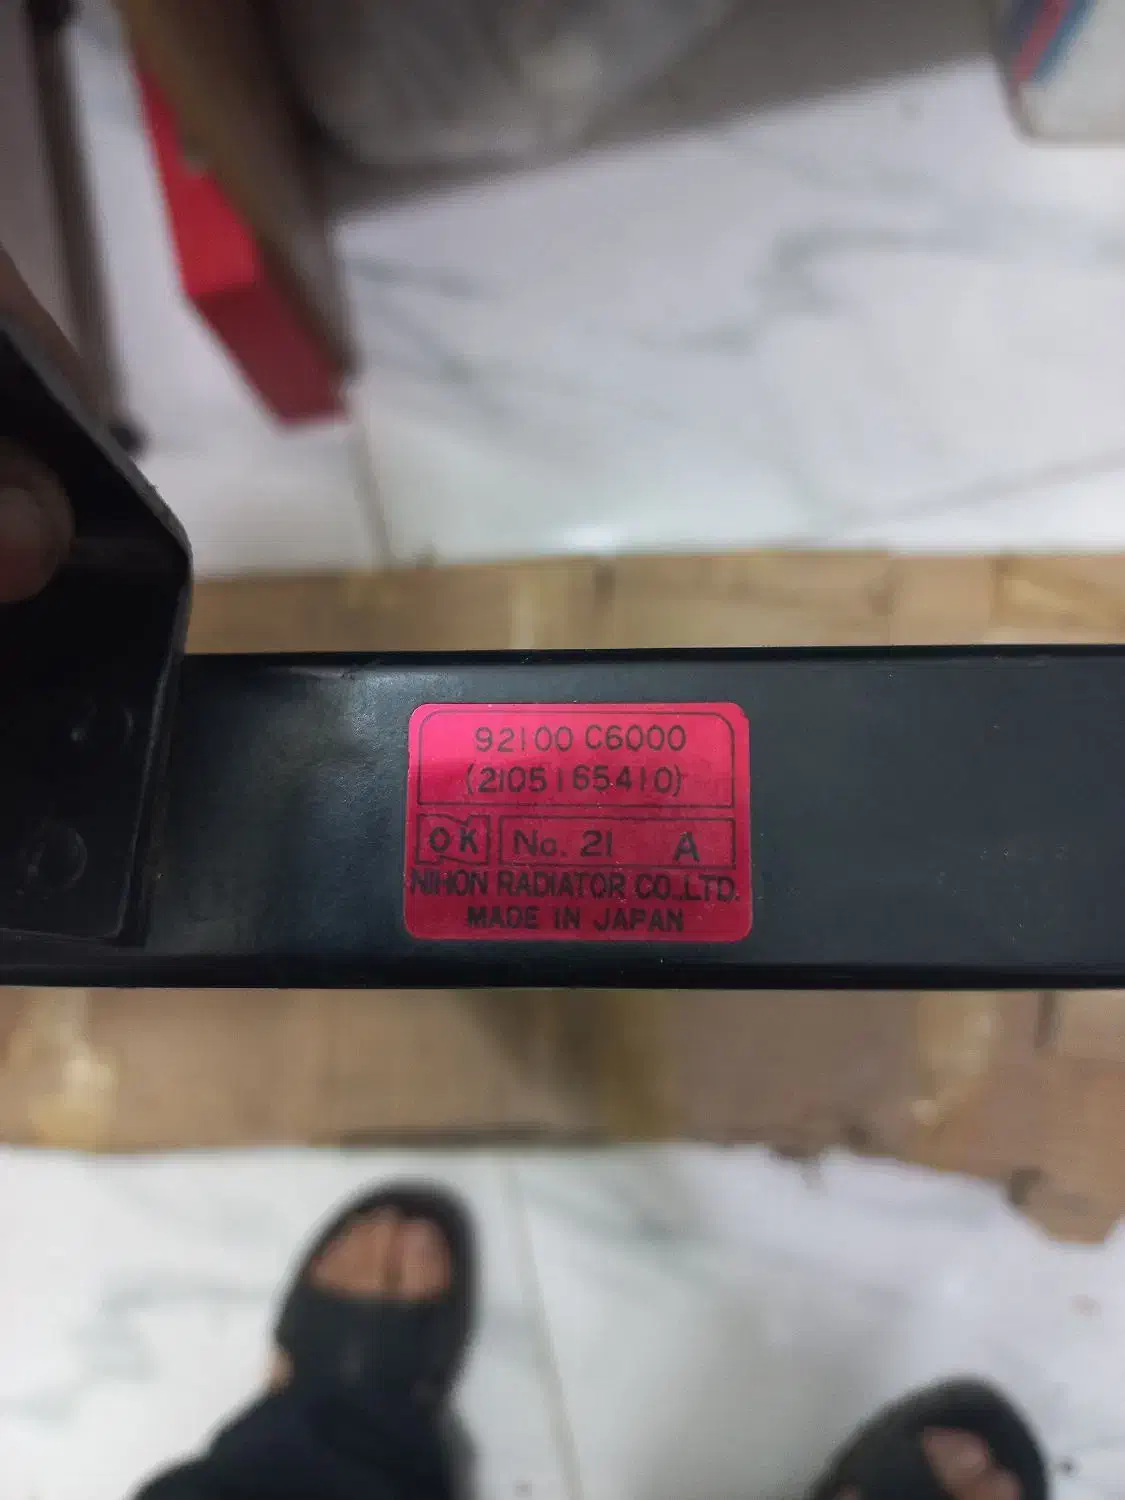 92100 C6000
(2105165410)
OK No. 21 A
NIHON RADIATOR CO.,LTD.
MADE IN JAPAN